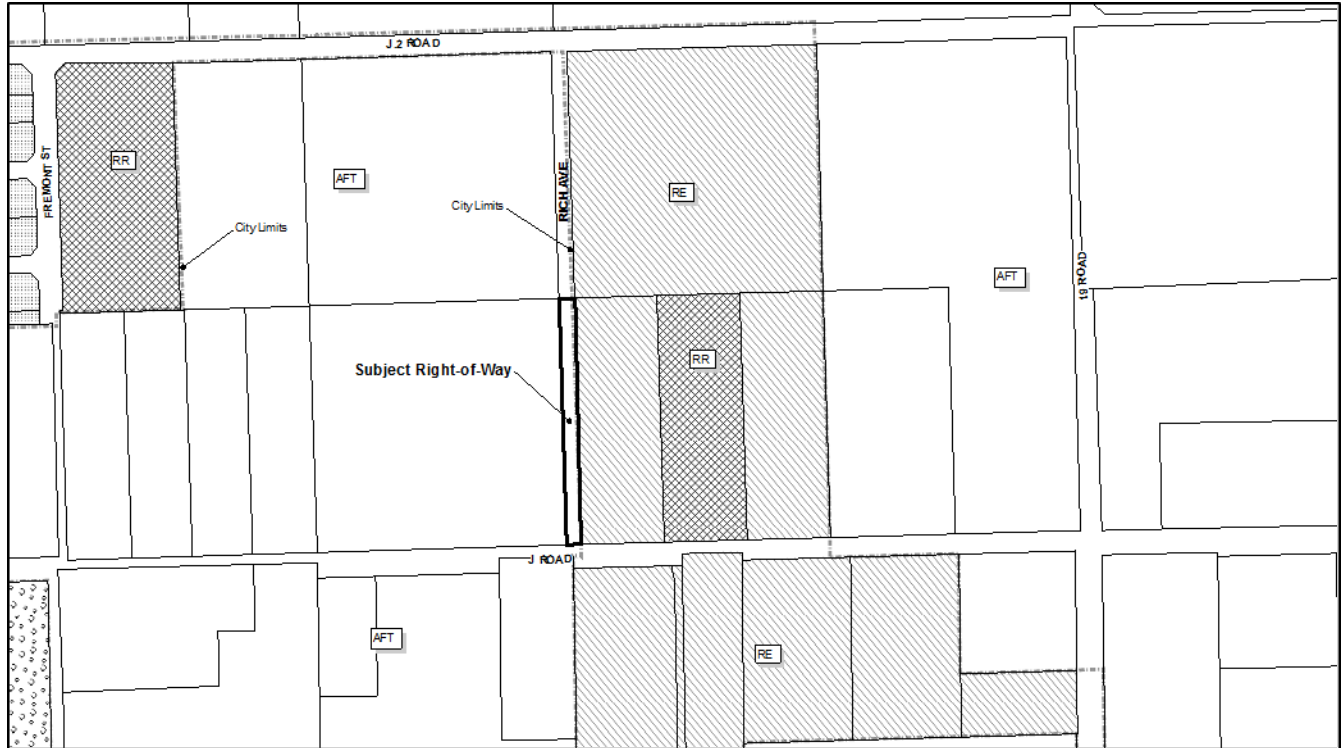 J.2 ROAD
RR
FREMONT ST
AFT
City Limits
City Limits
RICH AVE
RE
AFT
19 ROAD
RR
Subject Right-of-Way
J ROAD
AFT
RE